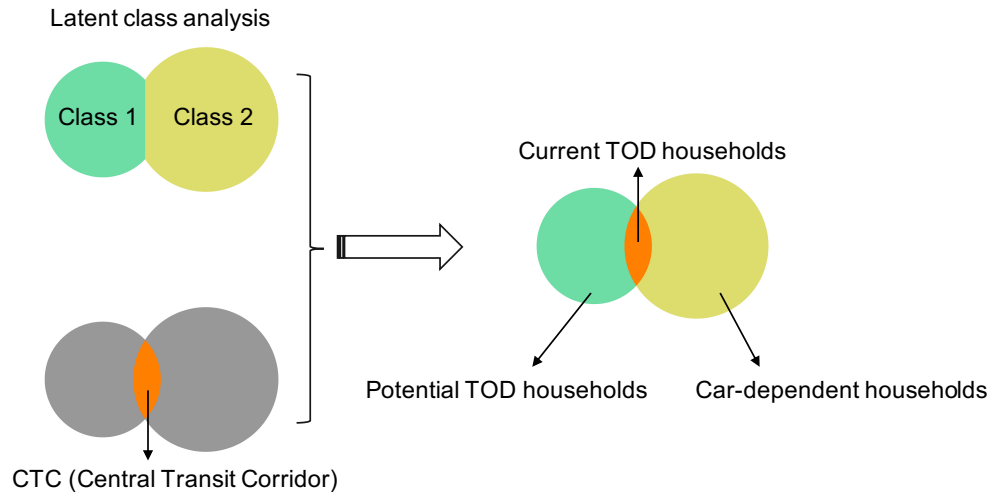 Latent class analysis
Class 1
Class 2
CTC (Central Transit Corridor)
Current TOD households
Potential TOD households
Car-dependent households